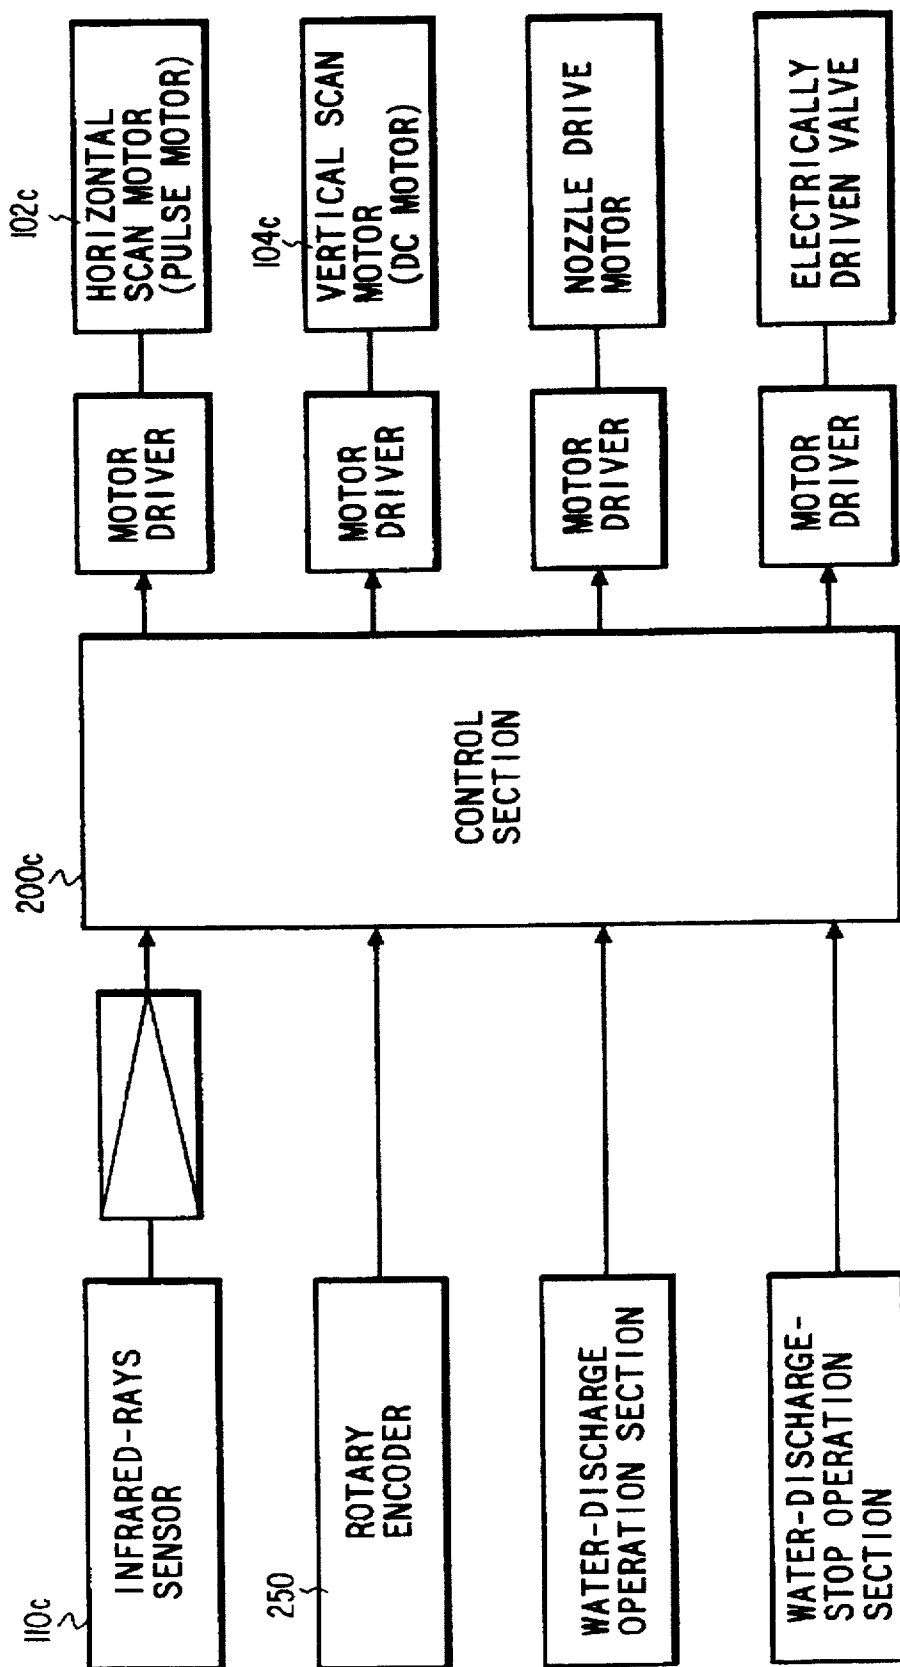 110c
INFRARED-RAYS
SENSOR
250
ROTARY
ENCODER
WATER-DISCHARGE
OPERATION SECTION
WATER-DISCHARGE-
STOP OPERATION
SECTION
200c
CONTROL
SECTION
MOTOR
DRIVER
MOTOR
DRIVER
MOTOR
DRIVER
MOTOR
DRIVER
102c
HORIZONTAL
SCAN MOTOR
(PULSE MOTOR)
104c
VERTICAL SCAN
MOTOR
(DC MOTOR)
NOZZLE DRIVE
MOTOR
ELECTRICALLY
DRIVEN VALVE